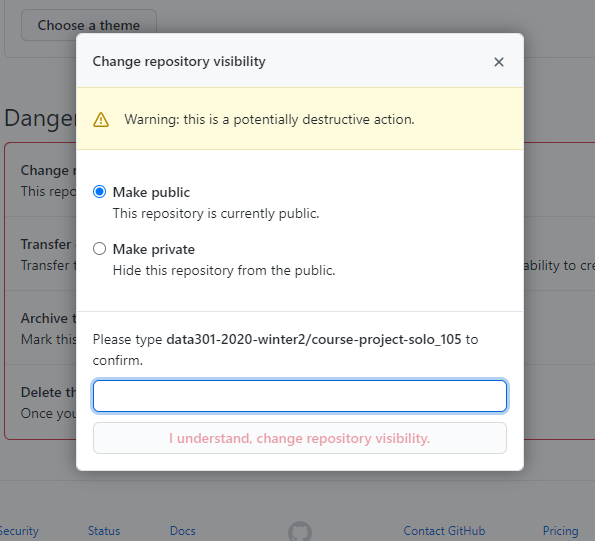 Choose a theme
Change repository visibility
Warning: this is a potentially destructive action.
Danger
Make public
This repository is currently public.
Make private
Hide this repository from the public.
Change
This repo
Transfer
Transfer
ability to cre
Archive t
Mark this
Delete th
Once you
Please type data301-2020-winter2/course-project-solo_105 to
confirm.
I understand, change repository visibility.
Security
Status
Docs
Contact GitHub
Pricing